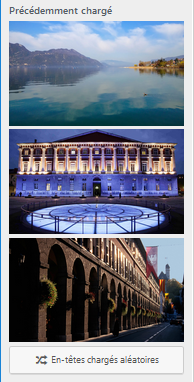 Précédemment chargé
En-têtes chargés aléatoires